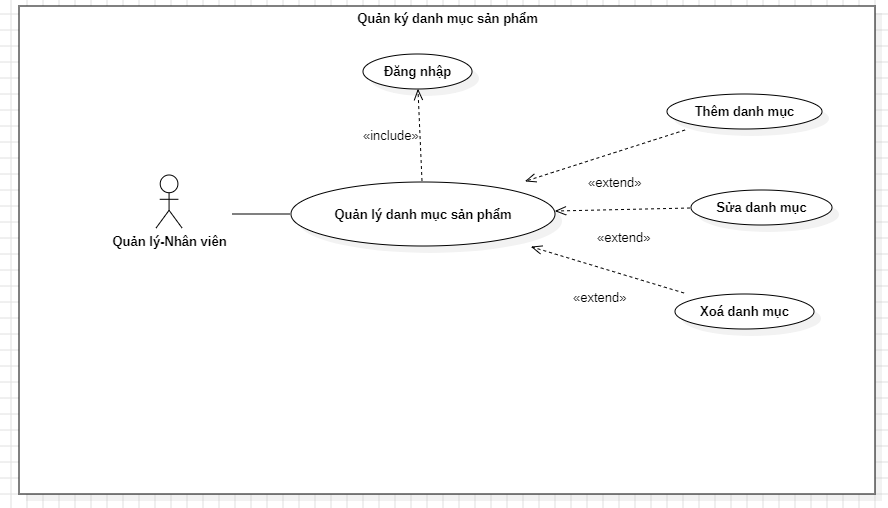 Quản ký danh mục sản phẩm
Đăng nhập
Thêm danh mục
«include»
«extend»
Quản lý danh mục sản phẩm
Sửa danh mục
Quản lý-Nhân viên
«extend»
«extend»
Xoá danh mục